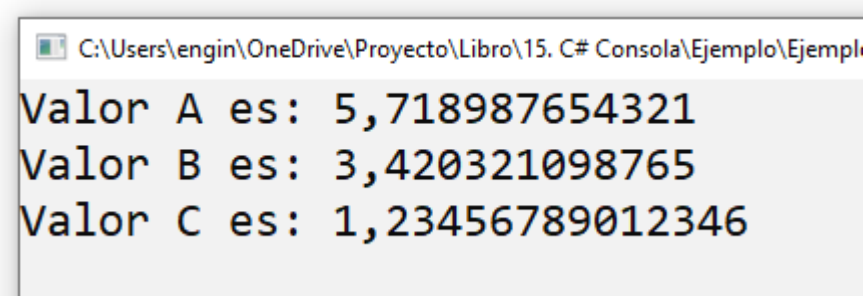 C:\Users\engin\OneDrive\Proyecto\Libro\15. C# Consola\Ejemplo\Ejemplo
Valor A es: 5,718987654321
Valor B es: 3,420321098765
Valor C es: 1,23456789012346